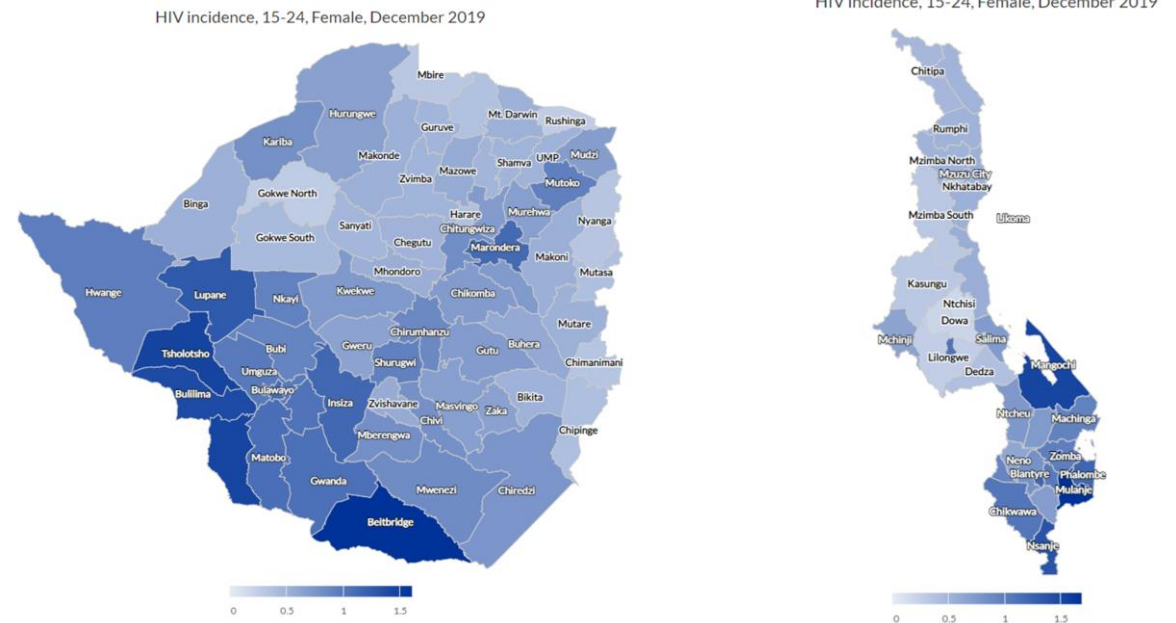 HIV incidence, 15-24, Female, December 2019
Mbire
Hurungwe
Mt. Darwin
Rushinga
Guruve
Kariba
Makonde
Shamva
UMP
Mudzi
Mazowe
Zvimba
Mutoko
Gokwe North
Binga
Harare
Murehwa
Nyanga
Sanyati
Chitungwiza
Gokwe South
Chegutu
Marondera
Makoni
Mhondoro
Mutasa
Hwange
Lupane
Nkayi
Kwekwe
Chikomba
Mutare
Chirumhanzu
Gweru
Buhera
Bubi
Gutu
Tsholotsho
Shurugwi
Chimanimani
Umguza
Bulawayo
Bulilima
Insiza
Zvishavane
Masvingo
Bikita
Zaka
Chivi
Chipinge
Mberengwa
Matobo
Gwanda
Mwenezi
Chiredzi
Beitbridge
0 0.5 1 1.5
HIV incidence, 15-24, Female, December 2019
Chitipa
Rumphi
Mzimba North
Mzuzu City
Nkhatabay
Mzimba South
Likoma
Kasungu
Ntchisi
Dowa
Mchinji
Salima
Lilongwe
Mangochi
Dedza
Ntcheu
Machinga
Neno
Zomba
Blantyre
Phalombe
Mulanje
Chikwawa
Nsanje
0 0.5 1 1.5